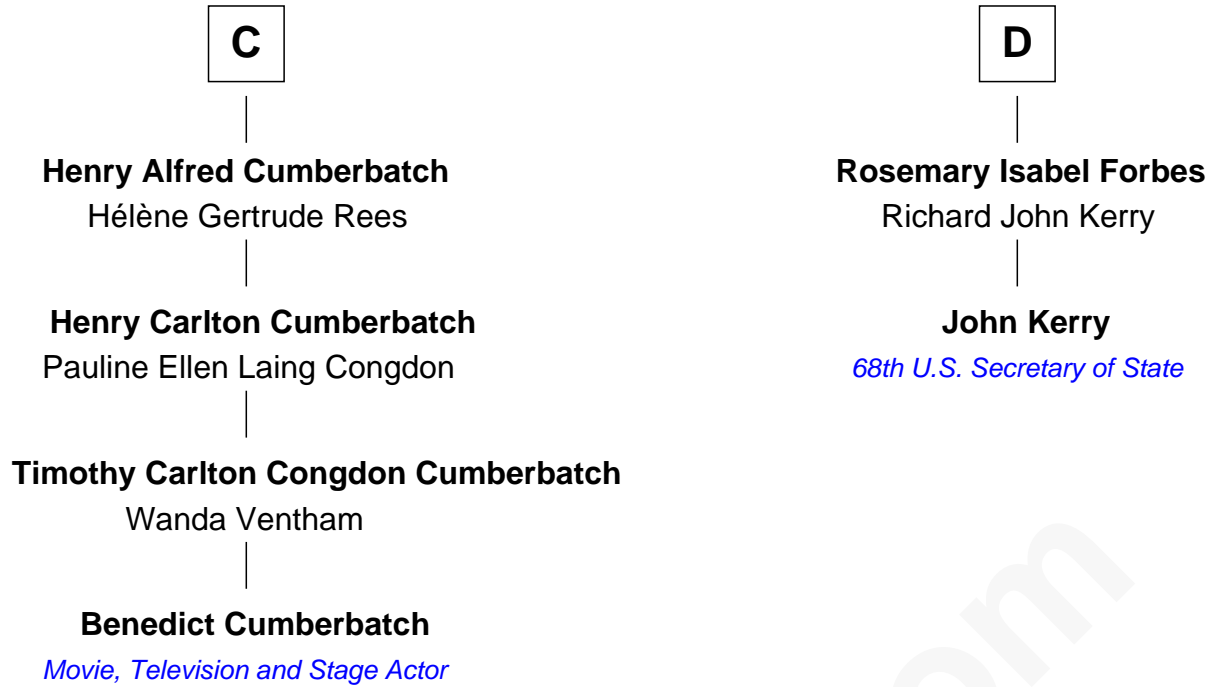 C
Henry Alfred Cumberbatch
Hélène Gertrude Rees
Henry Carlton Cumberbatch
Pauline Ellen Laing Congdon
Timothy Carlton Congdon Cumberbatch
Wanda Ventham
Benedict Cumberbatch
Movie, Television and Stage Actor
D
Rosemary Isabel Forbes
Richard John Kerry
John Kerry
68th U.S. Secretary of State
om